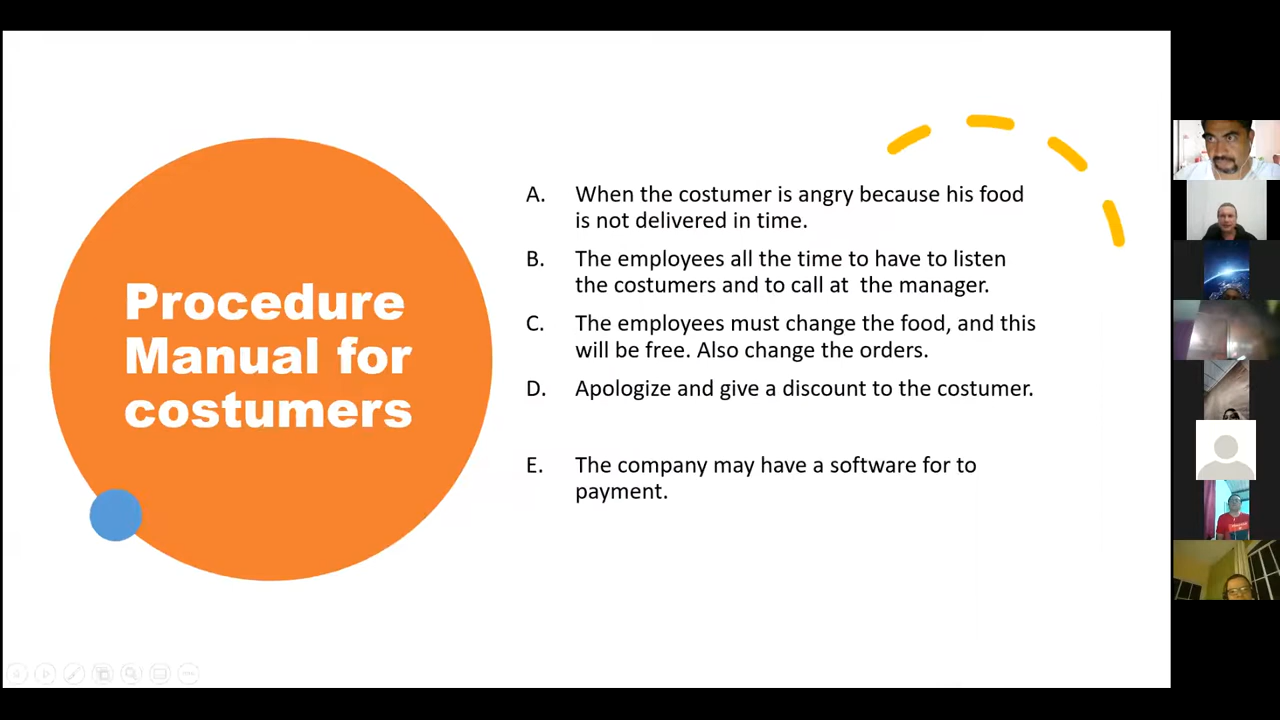 Procedure
Manual for
costumers
A. When the costumer is angry because his food
is not delivered in time.
B. The employees all the time to have to listen
the costumers and to call at the manager.
C. The employees must change the food, and this
will be free. Also change the orders.
D. Apologize and give a discount to the costumer.
E. The company may have a software for to
payment.